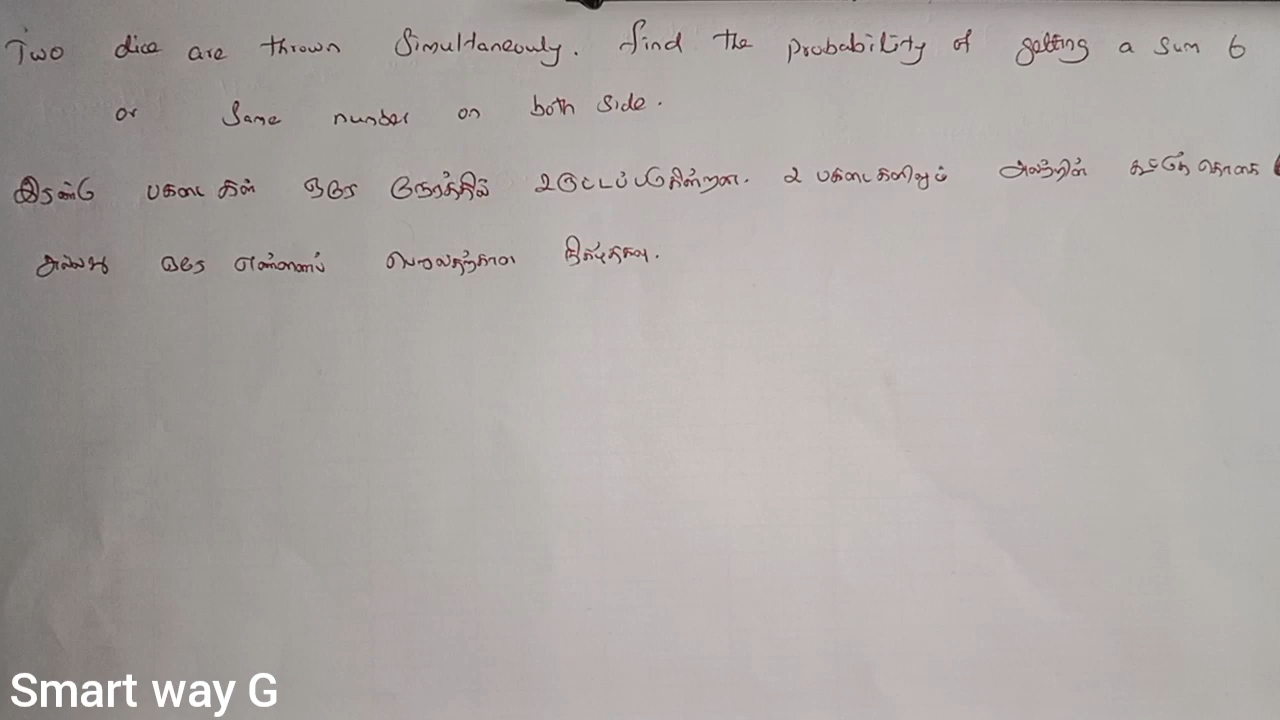 Two dice are thrown Simultaneouly. find the Probability of getting a sum 6
or Same number on both side.
இரண்டு பகடைகள் ஒரே நேரத்தில் உருட்டப்படுகின்றன. 2 பகடைகளிலும் அவற்றின் கூட்டு தொகை
அல்லது ஒரே எண்ணைப் பெறுவதற்கான நிகழ்தகவு.
Smart way G